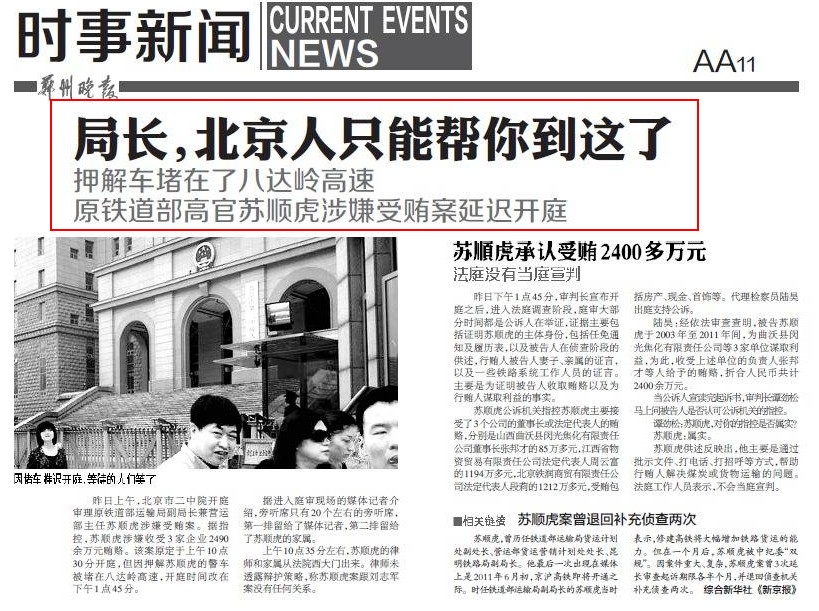 时事新闻
CURRENT EVENTS
NEWS
AA11
郑州晚报
局长,北京人只能帮你到这了
押解车堵在了八达岭高速
原铁道部高官苏顺虎涉嫌受贿案延迟开庭
因堵车推迟开庭,等待的人们笑了
昨日上午,北京市二中院开庭
审理原铁道部运输局副局长兼营运
部主任苏顺虎涉嫌受贿案。据指
控,苏顺虎涉嫌收受3家企业2490
余万元贿赂。该案原定于上午10点
30分开庭,但因押解苏顺虎的警车
被堵在八达岭高速,开庭时间改在
下午1点45分。
据进入庭审现场的媒体记者介
绍,旁听席只有20个左右的旁听席,
第一排留给了媒体记者,第二排留给
了苏顺虎的家属。
上午10点35分左右,苏顺虎的律
师和家属从法院西大门出来。律师未
透露辩护策略,称苏顺虎案跟刘志军
案没有任何关系。
苏顺虎承认受贿2400多万元
法庭没有当庭宣判
昨日下午1点45分,审判长宣布开
庭之后,进入法庭调查阶段,庭审大部
分时间都是公诉人在举证,证据主要包
括证明苏顺虎的主体身份,包括任免通
知及履历表,以及被告人在侦查阶段的
供述,行贿人被告人妻子、亲属的证言,
以及一些铁路系统工作人员的证言。
主要是为证明被告人收取贿赂以及为
行贿人谋取利益的事实。
苏顺虎公诉机关指控苏顺虎主要接
受了3个公司的董事长或法定代表人的贿
赂,分别是山西曲沃县闵光焦化有限责任
公司董事长张邦才的85万多元,江西省物
资贸易有限责任公司法定代表人周云富
的1194万多元,北京铁润商贸有限责任
公司法定代表人段莉的1212万多元,受贿包
括房产、现金、首饰等。代理检察员陆昊
出庭支持公诉。
陆昊:经依法审查查明,被告苏顺
虎于2003年至2011年间,为曲沃县闵
光焦化有限责任公司等3家单位谋取利
益,为此,收受上述单位的负责人张邦
才等人给予的贿赂,折合人民币共计
2400余万元。
当公诉人宣读完起诉书,审判长谭劲松
马上问被告人是否认可公诉机关的指控。
谭劲松:苏顺虎,对你的指控是否属实?
苏顺虎:属实。
苏顺虎供述反映出,他主要是通过
批示文件、打电话、打招呼等方式,帮助
行贿人解决煤炭或货物运输的问题。
法庭工作人员表示,不会当庭宣判。
■相关链接 苏顺虎案曾退回补充侦查两次
苏顺虎,曾历任铁道部运输局货运计划
处副处长、营运部货运营销计划处处长、昆
明铁路局副局长。他最后一次出现在媒体
上是2011年6月初,京沪高铁即将开通之
际。时任铁道部运输局副局长的苏顺虎当时
表示,修建高铁将大幅增加铁路货运的能
力。但在一个月后,苏顺虎被中纪委“双
规”。因案件重大、复杂,苏顺虎案曾3次延
长审查起诉期限各半个月,并退回侦查机关
补充侦查两次。 综合新华社《新京报》